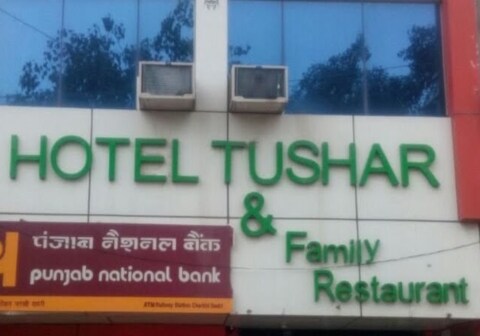 HOTEL TUSHAR
&
Family
Restaurant
पंजाब नैशनल बैंक
punjab national bank